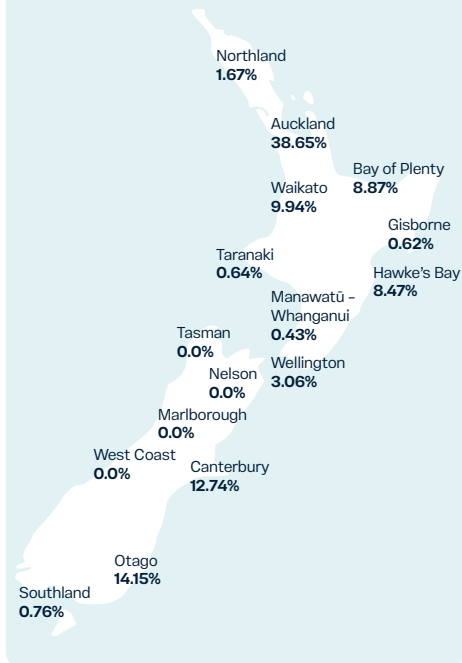 Northland
1.67%
Auckland
38.65%
Bay of Plenty
8.87%
Waikato
9.94%
Gisborne
0.62%
Taranaki
0.64%
Hawke's Bay
8.47%
Manawatū –
Whanganui
0.43%
Tasman
0.0%
Wellington
3.06%
Nelson
0.0%
Marlborough
0.0%
West Coast
0.0%
Canterbury
12.74%
Otago
14.15%
Southland
0.76%